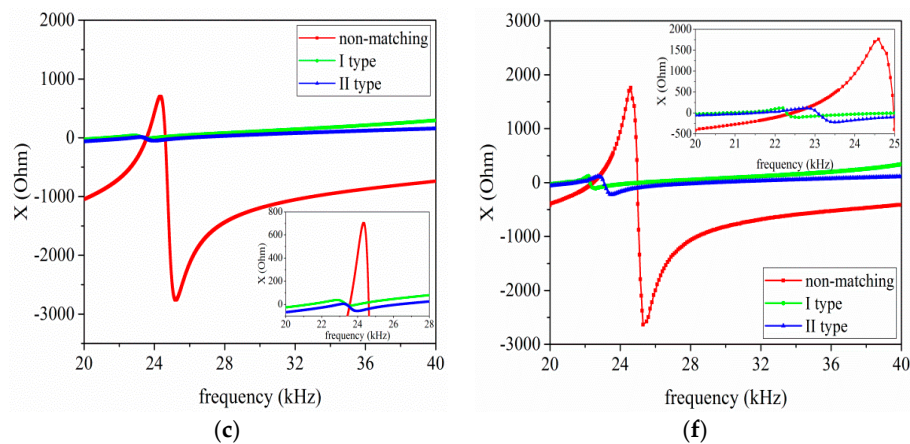 2000
1000
0
-1000
-2000
-3000
X (Ohm)
non-matching
I type
II type
800
600
400
200
0
X (Ohm)
20 22 24 26 28
frequency (kHz)
20 24 28 32 36 40
frequency (kHz)
(c)
3000
2000
1000
0
-1000
-2000
-3000
X (Ohm)
2000
1500
1000
500
0
-500
X (Ohm)
20 21 22 23 24 25
frequency (kHz)
non-matching
I type
II type
20 24 28 32 36 40
frequency (kHz)
(f)